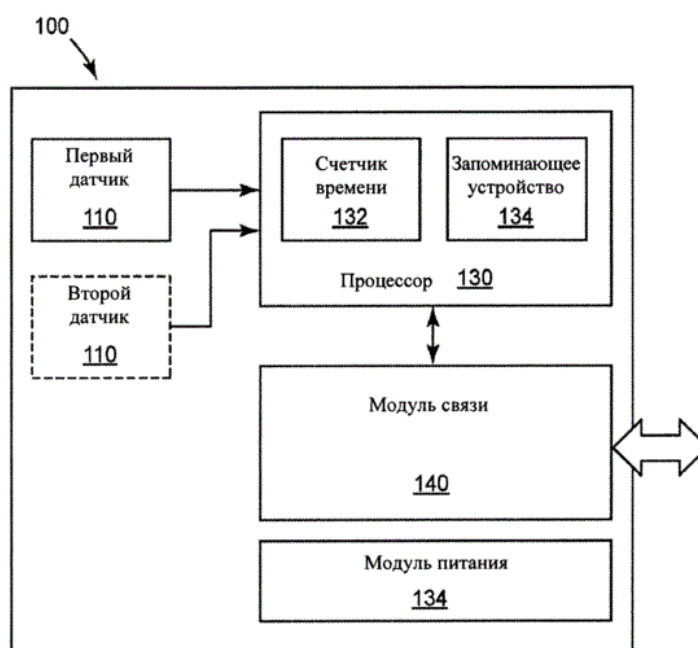 100
Первый
датчик
110
Второй
датчик
110
Счетчик
времени
132
Запоминающее
устройство
134
Процессор 130
Модуль связи
140
Модуль питания
134